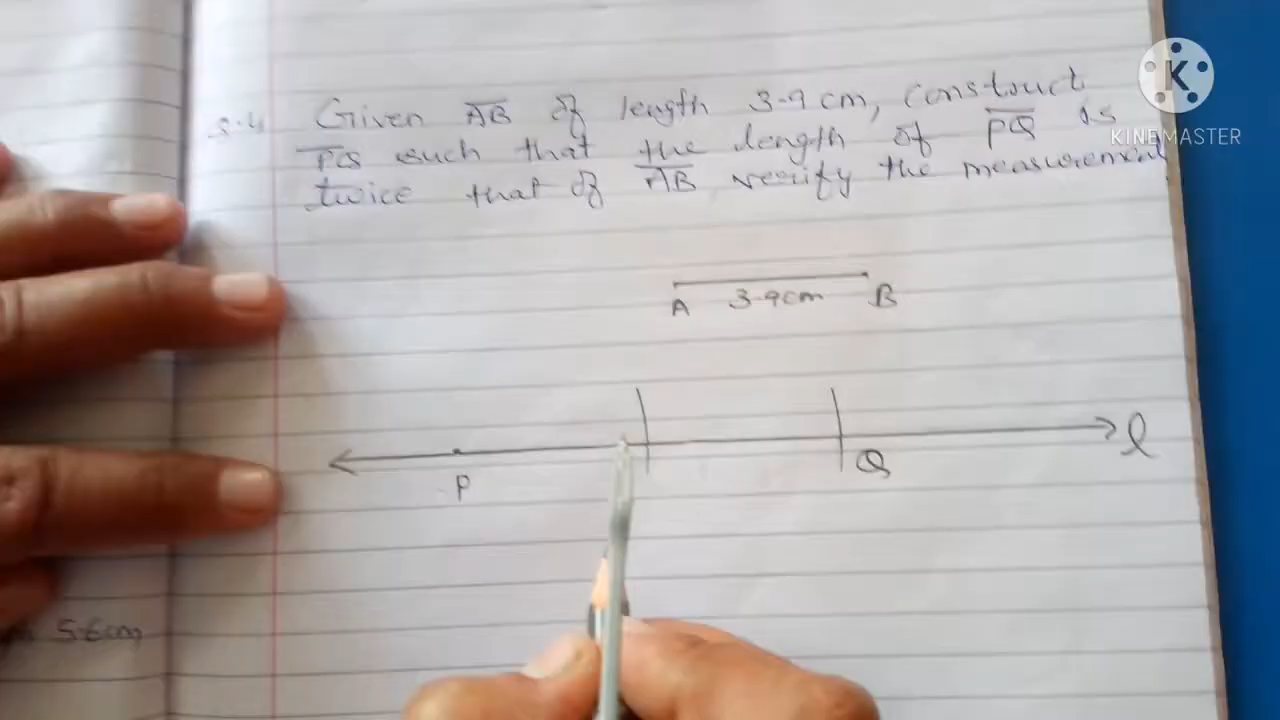 K
KINEMASTER
Given AB of length 3.9 cm, construct
PQ such that the length of PQ is
twice that of AB verify the measurement
A 3.9cm B
P Q l
5.6cm